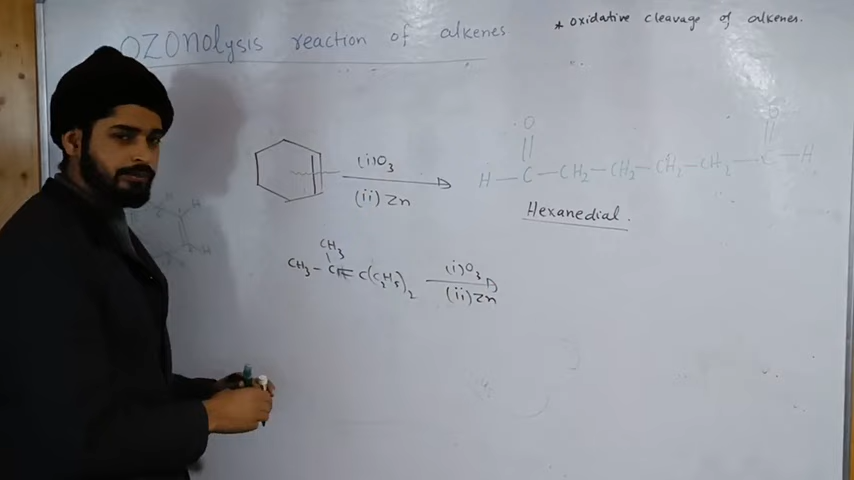 OZONolysis reaction of alkenes
* oxidative cleavage of alkenes.
(i)O3
(ii) Zn
O O
H-C-CH2-CH2-CH2-CH2-C-H
Hexanedial.
CH3
CH3-C=C(C2H5)2
(i)O3
(ii)Zn